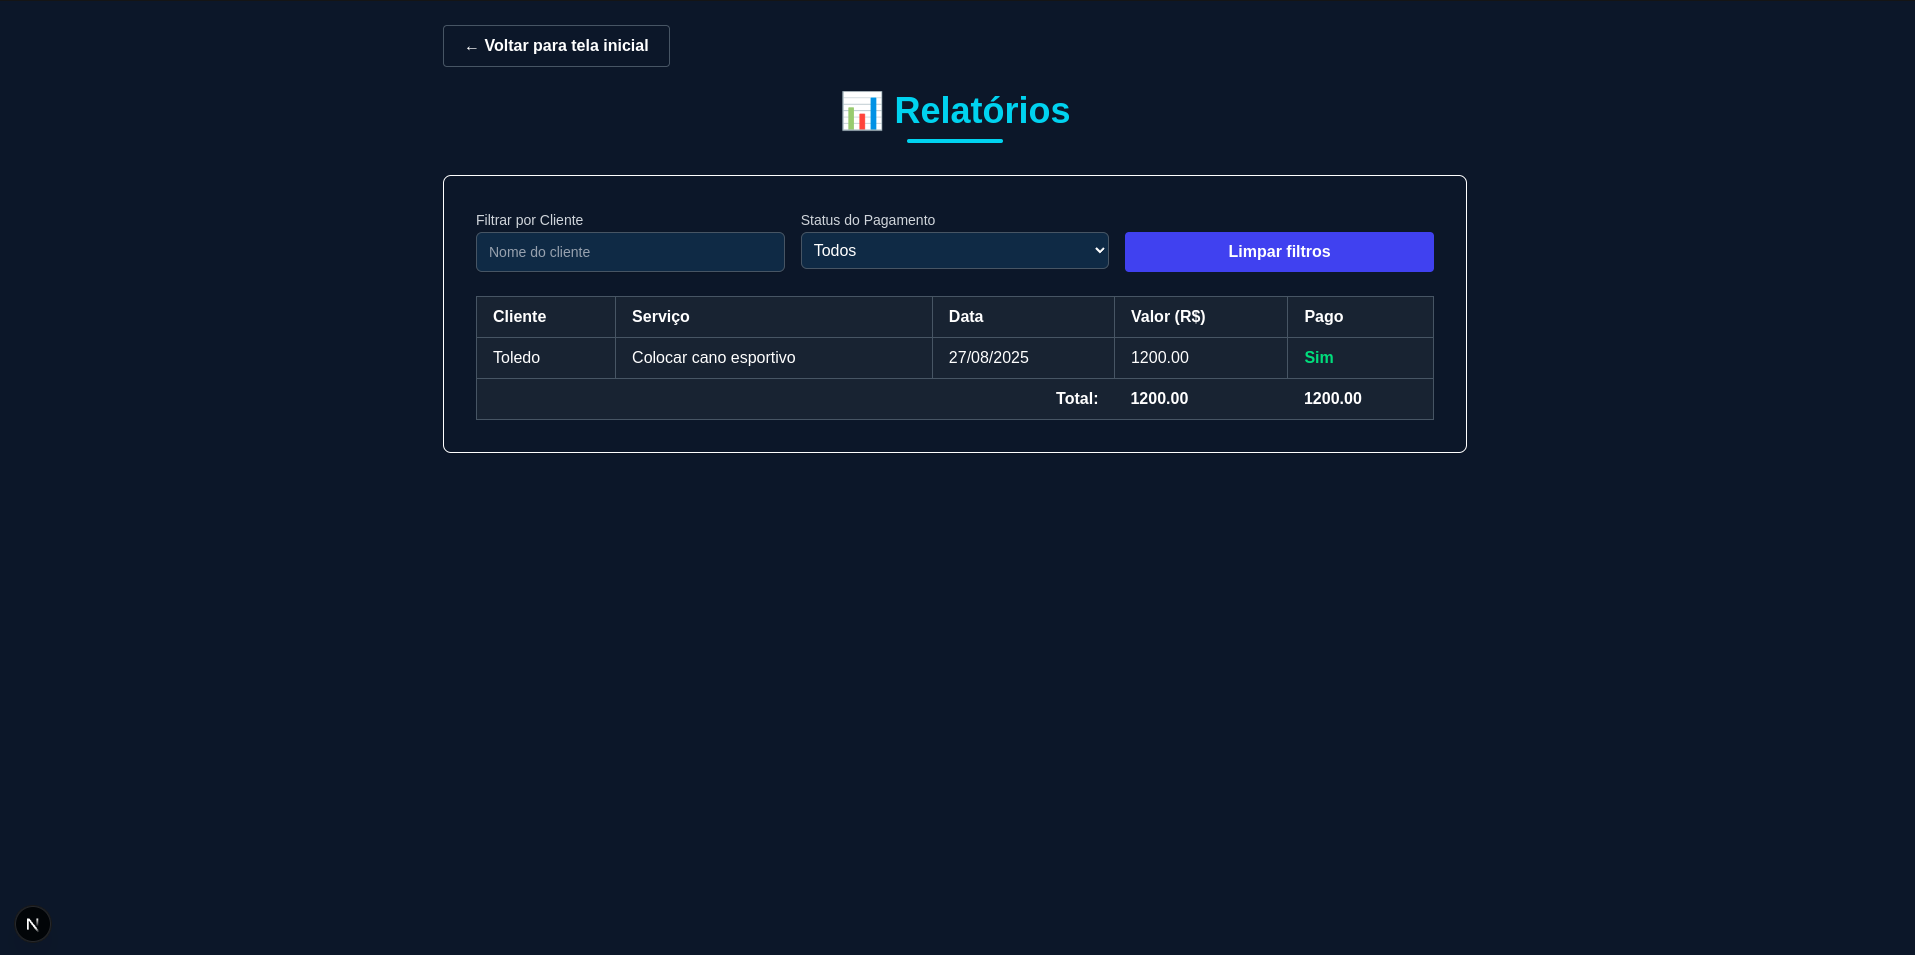 ← Voltar para tela inicial
📊 Relatórios
Filtrar por Cliente
Nome do cliente
Status do Pagamento
Todos
Limpar filtros
Cliente Serviço Data Valor (R$) Pago
Toledo Colocar cano esportivo 27/08/2025 1200.00 Sim
Total: 1200.00 1200.00
N